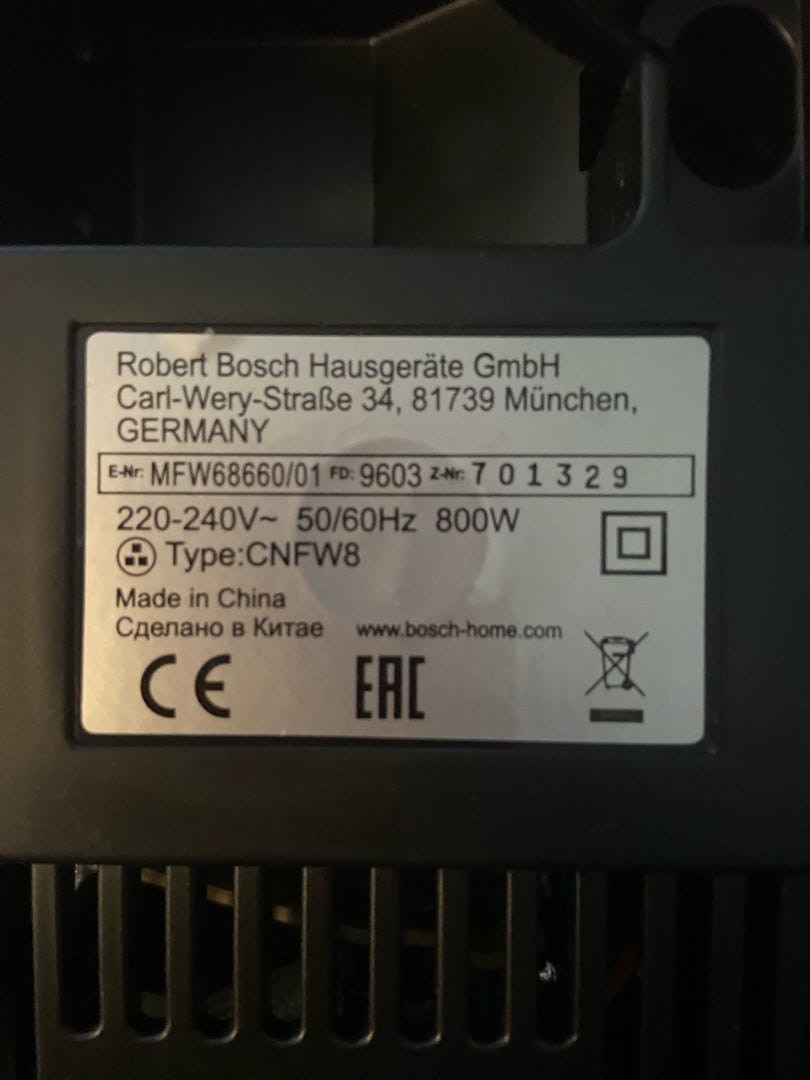 Robert Bosch Hausgeräte GmbH
Carl-Wery-Straße 34, 81739 München,
GERMANY
E-Nr: MFW68660/01 FD: 9603 Z-Nr: 701329
220-240V~ 50/60Hz 800W
Type:CNFW8
Made in China
Сделано в Китае www.bosch-home.com
CE EAC